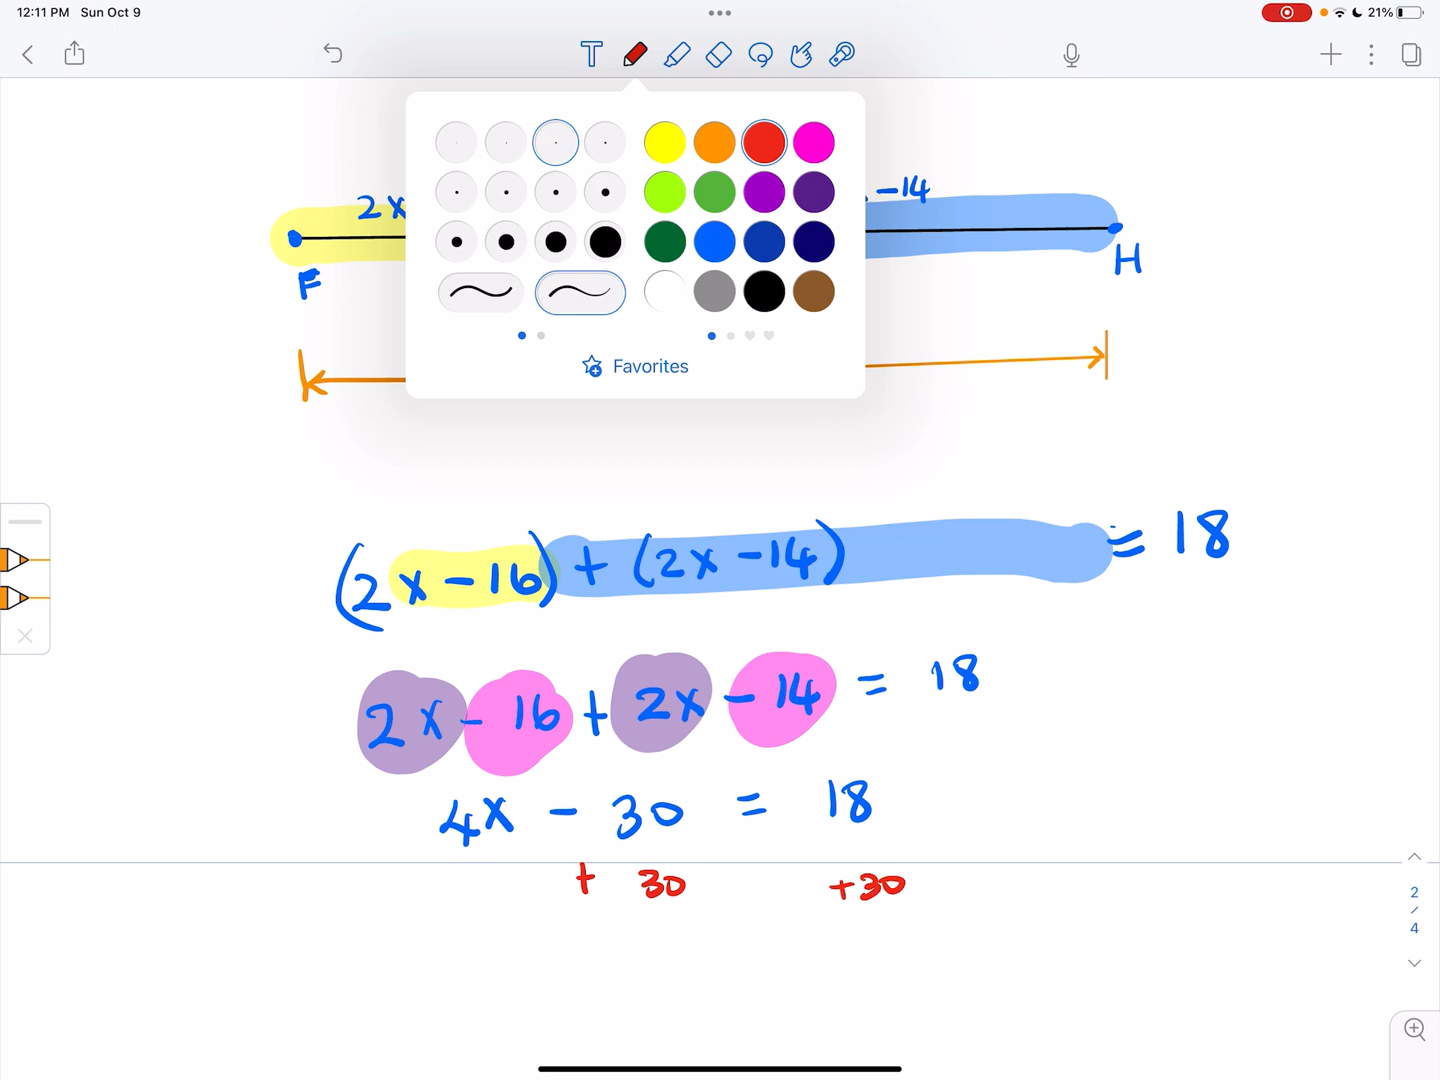 12:11 PM Sun Oct 9
21%
T
2x
-14
F
H
Favorites
(2x - 16) + (2x - 14) = 18
2x - 16 + 2x - 14 = 18
4x - 30 = 18
+ 30 +30
2
/
4